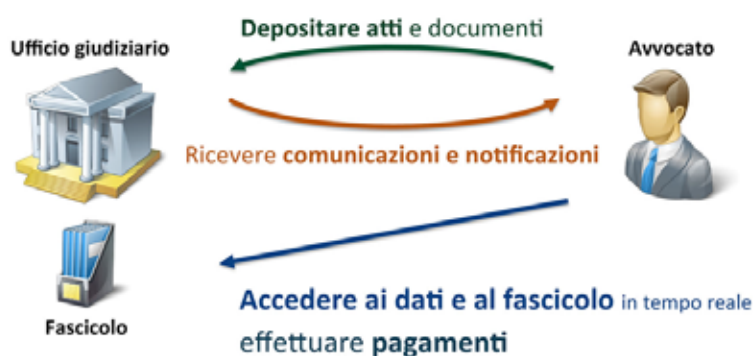 Depositare atti e documenti
Ufficio giudiziario
Avvocato
Ricevere comunicazioni e notificazioni
Accedere ai dati e al fascicolo in tempo reale
Fascicolo
effettuare pagamenti